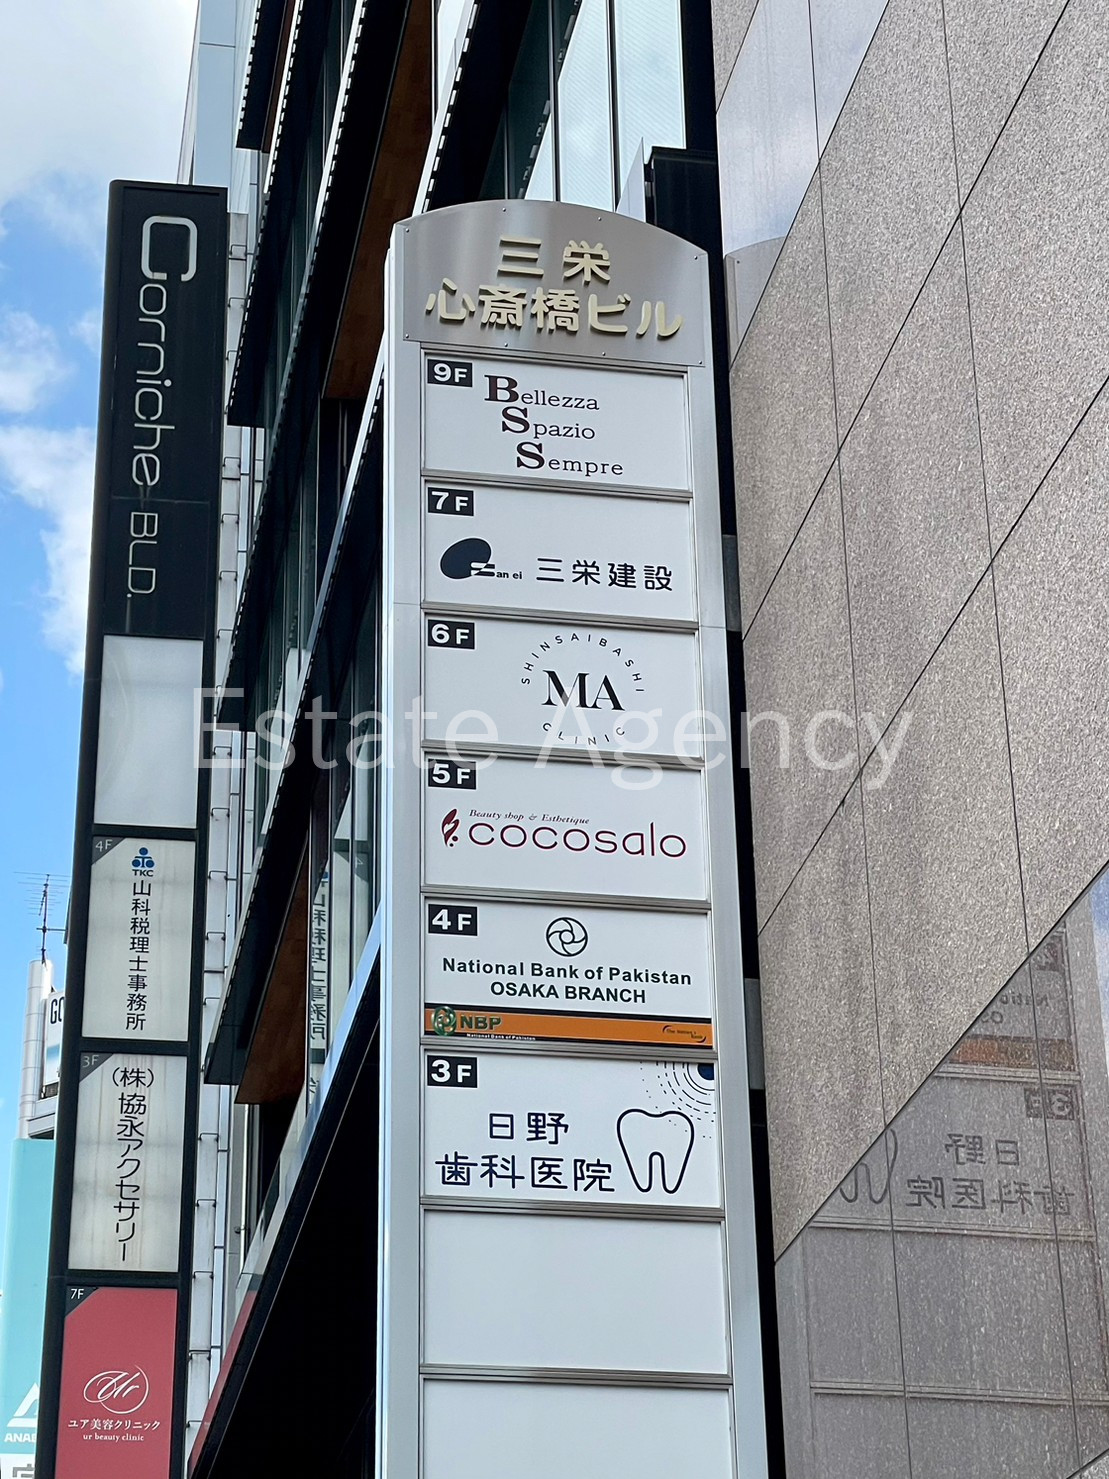 Corniche BLD.
4F
TKC
山科税理士事務所
3F
(株)協永アクセサリー
7F
Ur
ユア美容クリニック
ur beauty clinic
三栄
心斎橋ビル
9F
Bellezza
Spazio
Sempre
7F
San ei 三栄建設
6F
SHINSAIBASHI
MA
CLINIC
5F
Beauty shop & Esthetique
cocosalo
4F
National Bank of Pakistan
OSAKA BRANCH
NBP
National Bank of Pakistan
3F
日野
歯科医院
Estate Agency